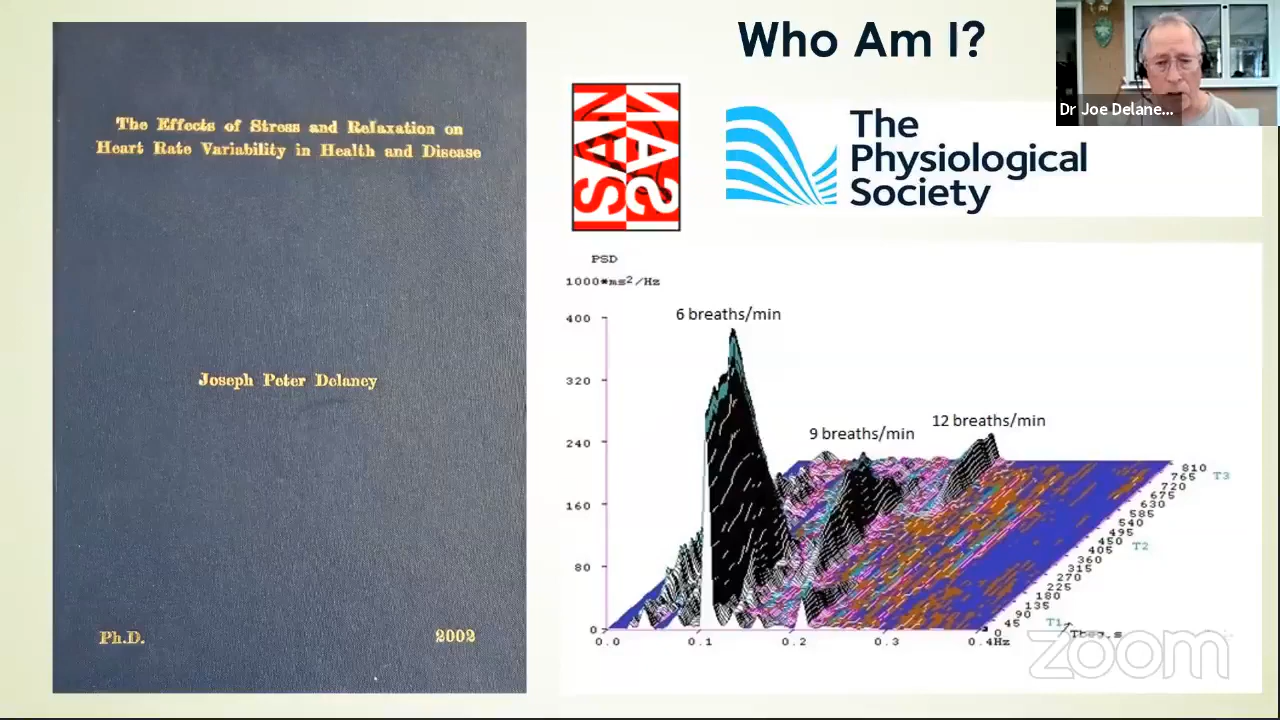 Who Am I?
Dr Joe Delane...
The Effects of Stress and Relaxation on
Heart Rate Variability in Health and Disease
Joseph Peter Delaney
Ph.D.
2002
The
Physiological
Society
PSD
1000*ms2/Hz
6 breaths/min
9 breaths/min
12 breaths/min
400
320
240
160
80
0
0.0
0.1
0.2
0.3
0.4Hz
810
765
720
675
630
585
540
495
450
405
360
315
270
225
180
135
90
45
0
T3
T2
T1
Tbeg,s
zoom